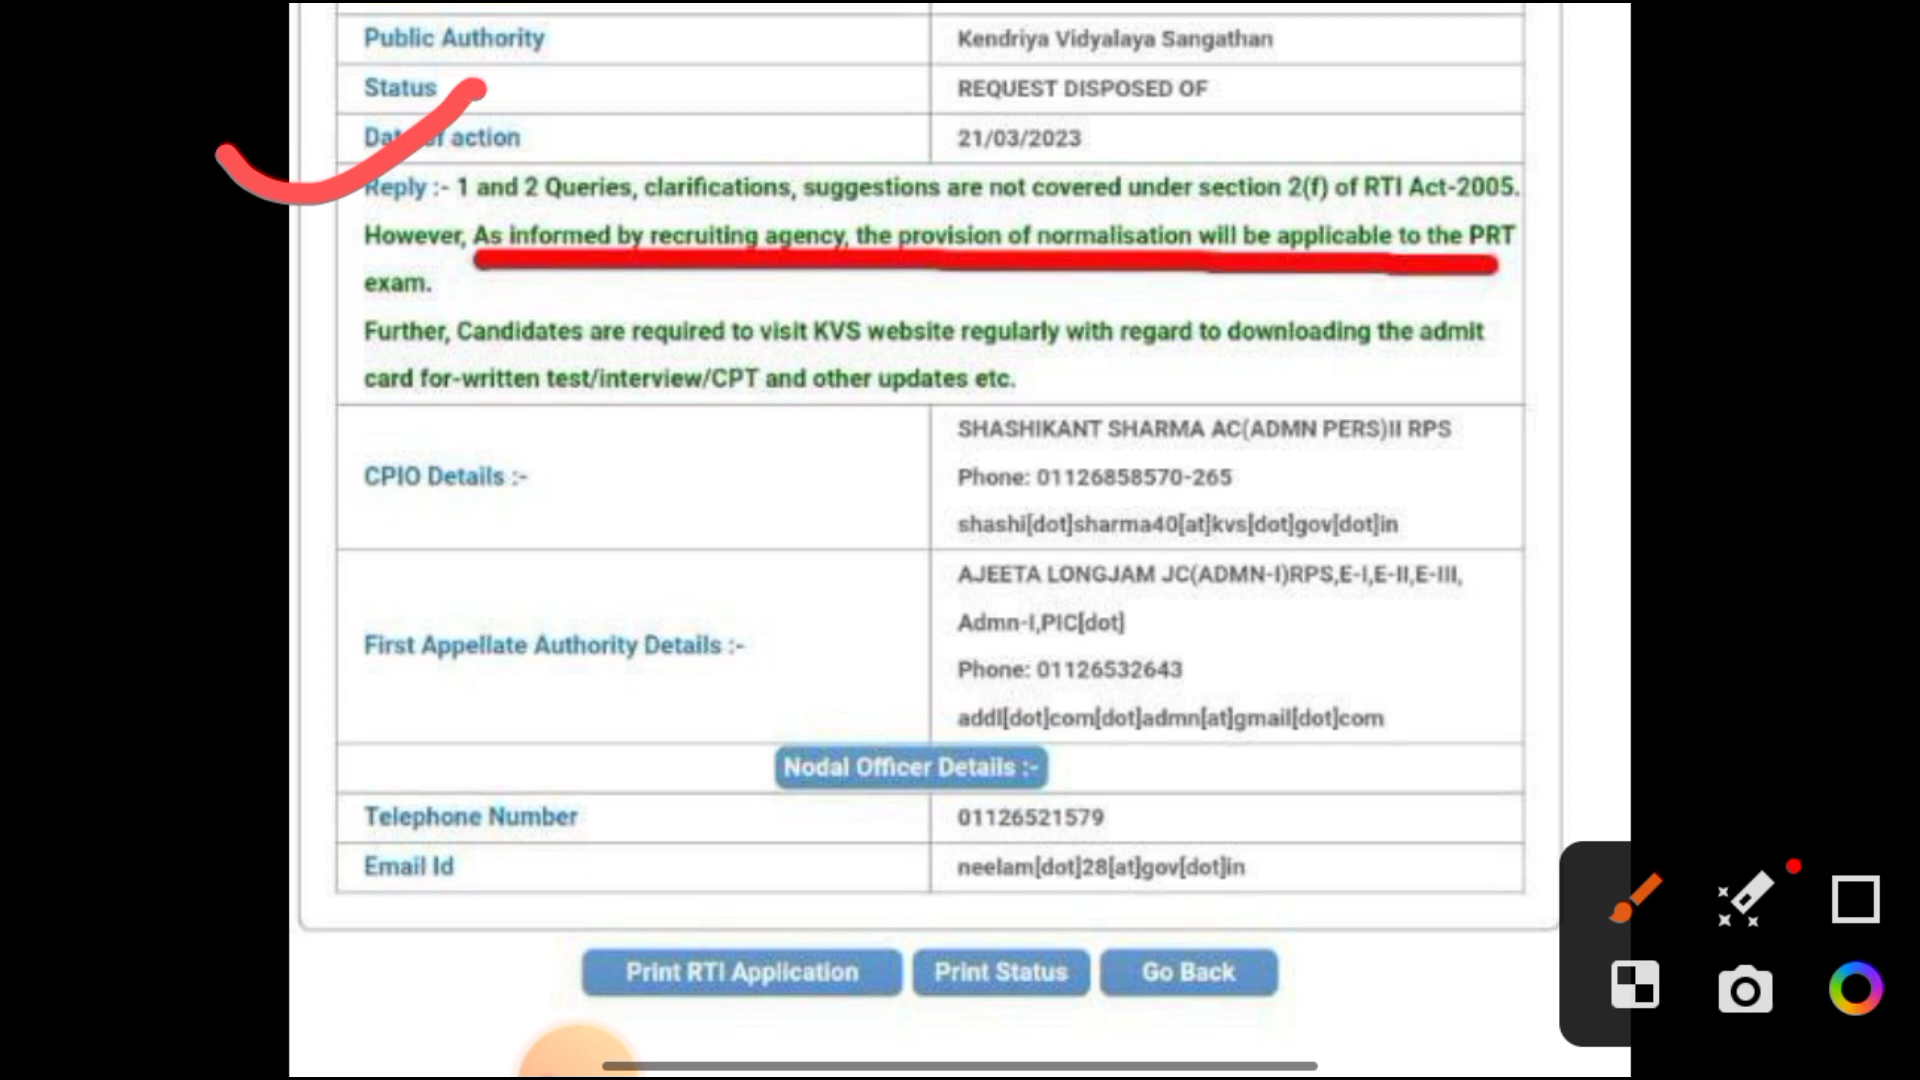 Public Authority Kendriya Vidyalaya Sangathan
Status REQUEST DISPOSED OF
Date of action 21/03/2023
Reply :- 1 and 2 Queries, clarifications, suggestions are not covered under section 2(f) of RTI Act-2005.
However, As informed by recruiting agency, the provision of normalisation will be applicable to the PRT
exam.
Further, Candidates are required to visit KVS website regularly with regard to downloading the admit
card for-written test/interview/CPT and other updates etc.
CPIO Details :-
SHASHIKANT SHARMA AC(ADMN PERS)II RPS
Phone: 01126858570-265
shashi[dot]sharma40[at]kvs[dot]gov[dot]in
First Appellate Authority Details :-
AJEETA LONGJAM JC(ADMN-I)RPS,E-I,E-II,E-III,
Admn-I,PIC[dot]
Phone: 01126532643
addl[dot]com[dot]admn[at]gmail[dot]com
Nodal Officer Details :-
Telephone Number 01126521579
Email Id neelam[dot]28[at]gov[dot]in
Print RTI Application Print Status Go Back